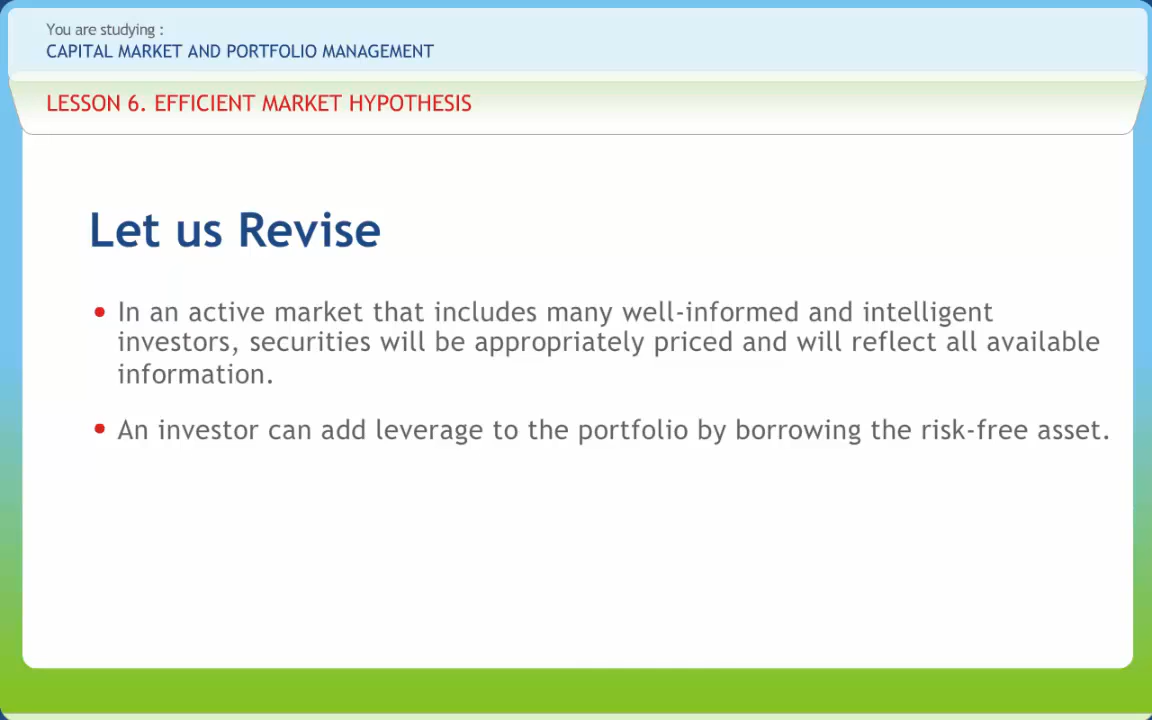 You are studying :
CAPITAL MARKET AND PORTFOLIO MANAGEMENT
LESSON 6. EFFICIENT MARKET HYPOTHESIS
Let us Revise
• In an active market that includes many well-informed and intelligent
investors, securities will be appropriately priced and will reflect all available
information.
• An investor can add leverage to the portfolio by borrowing the risk-free asset.